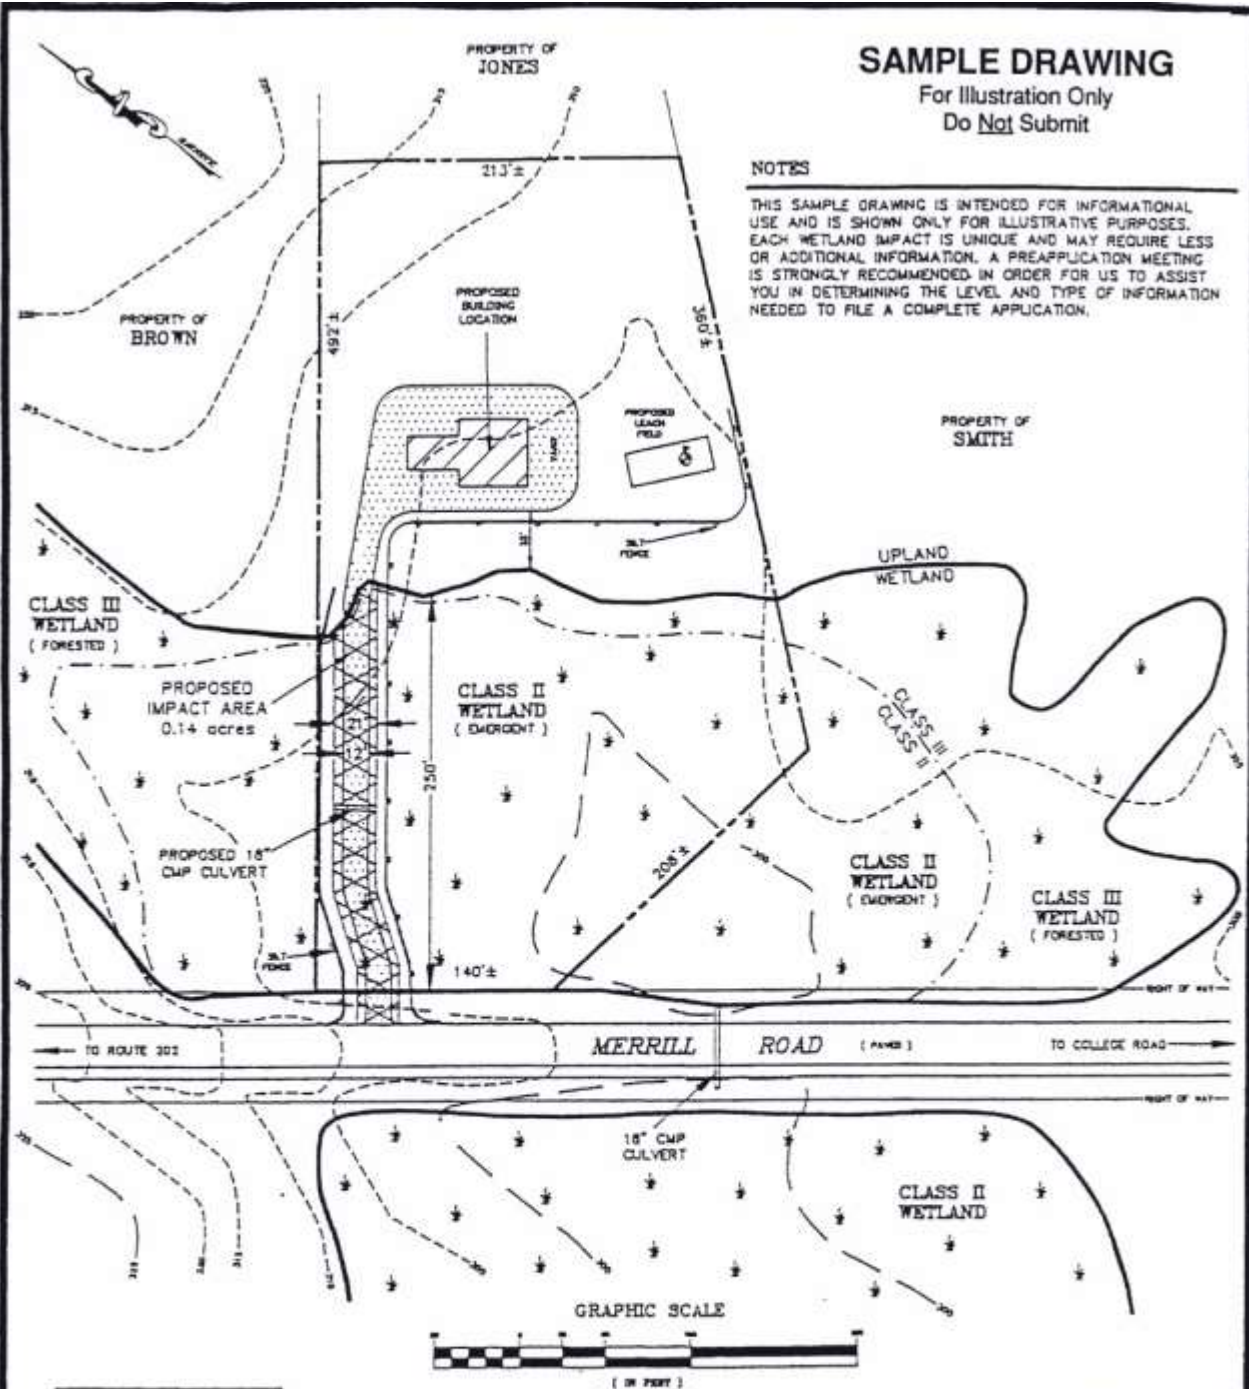 SAMPLE DRAWING
For Illustration Only
Do Not Submit
PROPERTY OF
JONES
NOTES
THIS SAMPLE DRAWING IS INTENDED FOR INFORMATIONAL
USE AND IS SHOWN ONLY FOR ILLUSTRATIVE PURPOSES.
EACH WETLAND IMPACT IS UNIQUE AND MAY REQUIRE LESS
OR ADDITIONAL INFORMATION. A PREAPPLICATION MEETING
IS STRONGLY RECOMMENDED IN ORDER FOR US TO ASSIST
YOU IN DETERMINING THE LEVEL AND TYPE OF INFORMATION
NEEDED TO FILE A COMPLETE APPLICATION.
213'±
PROPERTY OF
BROWN
492'±
PROPOSED
BUILDING
LOCATION
360'±
PROPOSED
LEACH
FIELD
YARD
PROPERTY OF
SMITH
SILT
FENCE
UPLAND
WETLAND
CLASS III
WETLAND
( FORESTED )
PROPOSED
IMPACT AREA
0.14 acres
21'
12'
250'
CLASS II
WETLAND
( EMERGENT )
CLASS III
CLASS II
PROPOSED 18"
CMP CULVERT
208'±
300
CLASS II
WETLAND
( EMERGENT )
CLASS III
WETLAND
( FORESTED )
SILT
FENCE
140'±
RIGHT OF WAY
TO ROUTE 202
MERRILL ROAD
( PAVED )
TO COLLEGE ROAD
RIGHT OF WAY
18" CMP
CULVERT
CLASS II
WETLAND
300
GRAPHIC SCALE
( IN FEET )